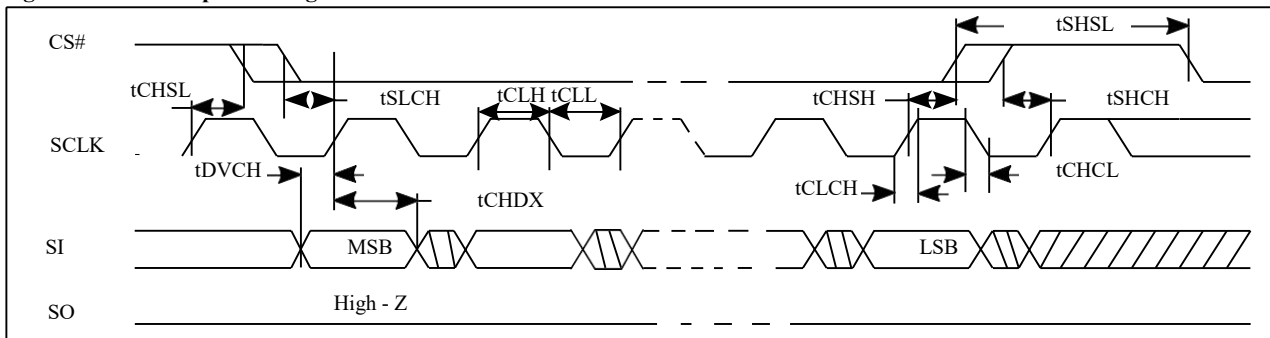 CS#
tSHSL
tCHSL
tSLCH
tCLH
tCLL
tCHSH
tSHCH
SCLK
tDVCH
tCHDX
tCLCH
tCHCL
SI
MSB
LSB
SO
High - Z